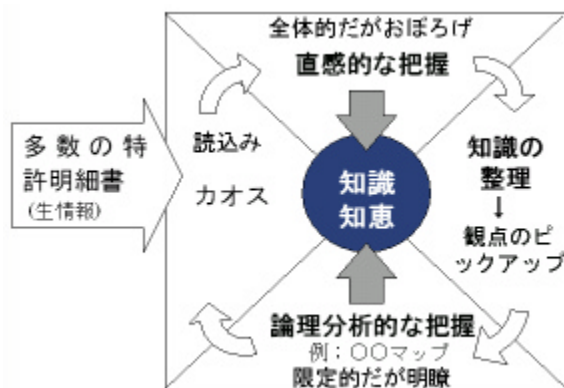 全体的だがおぼろげ
直感的な把握
多数の特
許明細書
(生情報)
読込み
カオス
知識
知恵
知識の
整理
↓
観点のピ
ックアップ
論理分析的な把握
例；○○マップ
限定的だが明瞭